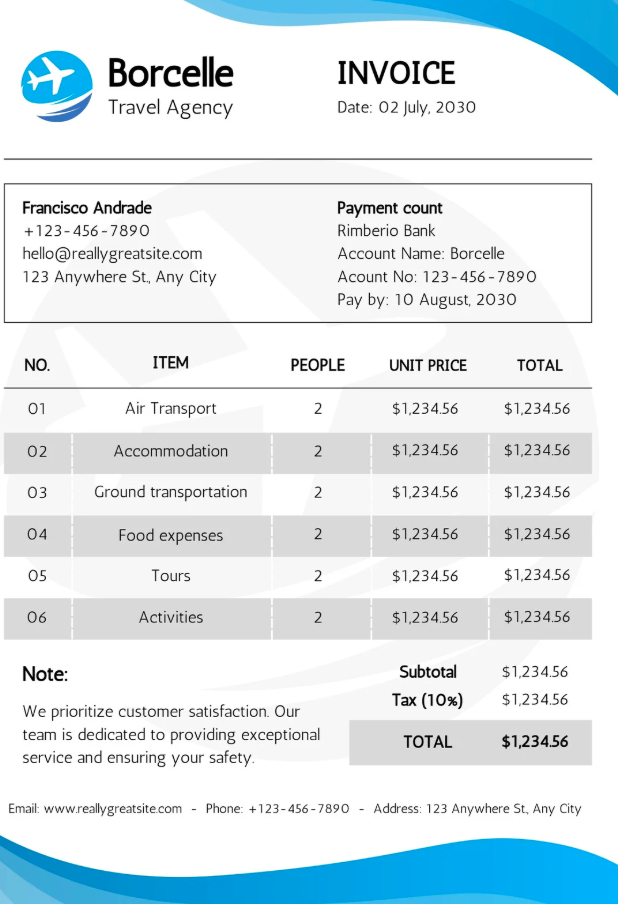 Borcelle
Travel Agency
INVOICE
Date: 02 July, 2030
Francisco Andrade
+123-456-7890
hello@reallygreatsite.com
123 Anywhere St., Any City
Payment count
Rimberio Bank
Account Name: Borcelle
Acount No: 123-456-7890
Pay by: 10 August, 2030
NO. ITEM PEOPLE UNIT PRICE TOTAL
01 Air Transport 2 $1,234.56 $1,234.56
02 Accommodation 2 $1,234.56 $1,234.56
03 Ground transportation 2 $1,234.56 $1,234.56
04 Food expenses 2 $1,234.56 $1,234.56
05 Tours 2 $1,234.56 $1,234.56
06 Activities 2 $1,234.56 $1,234.56
Note:
We prioritize customer satisfaction. Our
team is dedicated to providing exceptional
service and ensuring your safety.
Subtotal $1,234.56
Tax (10%) $1,234.56
TOTAL $1,234.56
Email: www.reallygreatsite.com - Phone: +123-456-7890 - Address: 123 Anywhere St., Any City